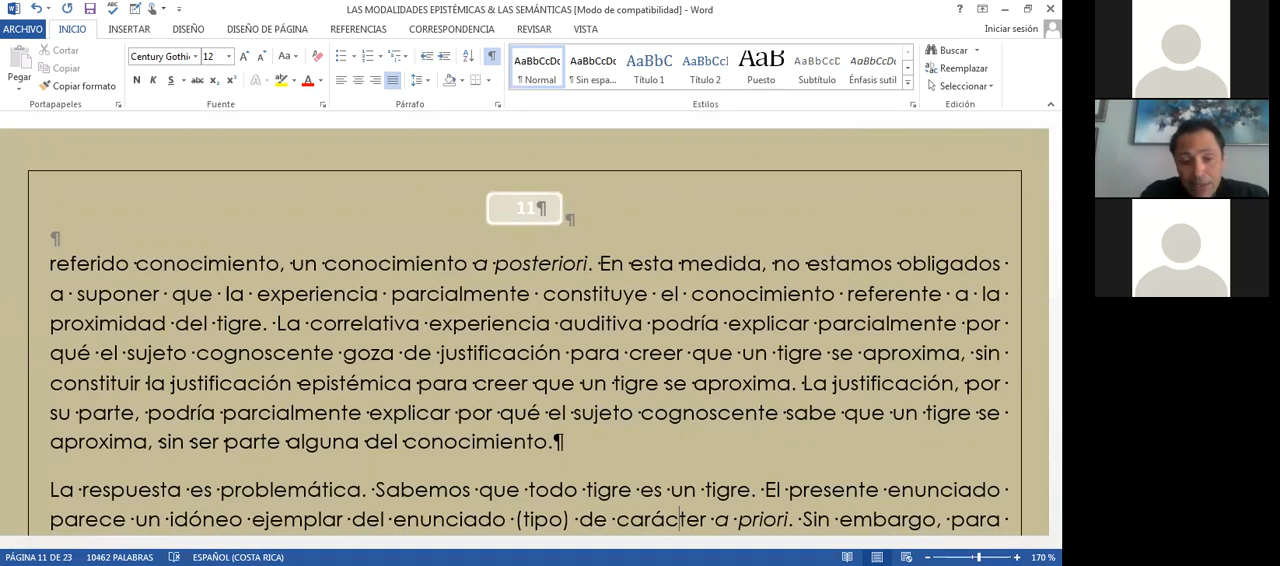 LAS MODALIDADES EPISTÉMICAS & LAS SEMÁNTICAS [Modo de compatibilidad] - Word
ARCHIVO INICIO INSERTAR DISEÑO DISEÑO DE PÁGINA REFERENCIAS CORRESPONDENCIA REVISAR VISTA Iniciar sesión
Pegar
Cortar
Copiar
Copiar formato
Portapapeles
Century Gothi 12
N K S abc x₂ x²
Fuente
Párrafo
AaBbCcDc AaBbCcDc AaBbC AaBbCcI AaB AaBbCcD AaBbCcDc
¶ Normal ¶ Sin espa... Título 1 Título 2 Puesto Subtítulo Énfasis sutil
Estilos
Buscar
Reemplazar
Seleccionar
Edición
11¶
¶
¶
referido conocimiento, un conocimiento a posteriori. En esta medida, no estamos obligados
a suponer que la experiencia parcialmente constituye el conocimiento referente a la
proximidad del tigre. La correlativa experiencia auditiva podría explicar parcialmente por
qué el sujeto cognoscente goza de justificación para creer que un tigre se aproxima, sin
constituir la justificación epistémica para creer que un tigre se aproxima. La justificación, por
su parte, podría parcialmente explicar por qué el sujeto cognoscente sabe que un tigre se
aproxima, sin ser parte alguna del conocimiento.¶
La respuesta es problemática. Sabemos que todo tigre es un tigre. El presente enunciado
parece un idóneo ejemplar del enunciado (tipo) de carácter a priori. Sin embargo, para
PÁGINA 11 DE 23 10462 PALABRAS ESPAÑOL (COSTA RICA) 170 %